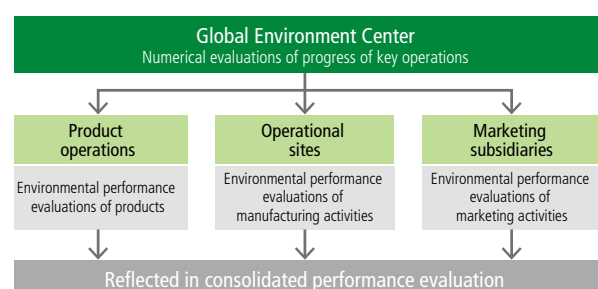 Global Environment Center
Numerical evaluations of progress of key operations
Product
operations
Environmental performance
evaluations of products
Operational
sites
Environmental performance
evaluations of
manufacturing activities
Marketing
subsidiaries
Environmental performance
evaluations of
marketing activities
Reflected in consolidated performance evaluation